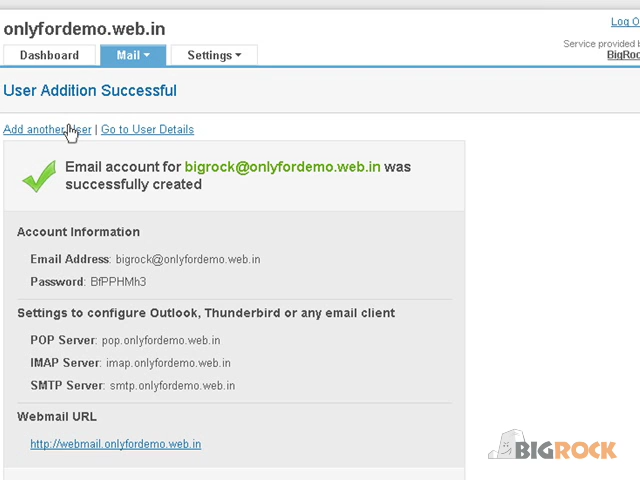 onlyfordemo.web.in
Log O
Service provided b
BigRoc
Dashboard Mail Settings
User Addition Successful
Add another User | Go to User Details
Email account for bigrock@onlyfordemo.web.in was
successfully created
Account Information
Email Address: bigrock@onlyfordemo.web.in
Password: BfPPHMh3
Settings to configure Outlook, Thunderbird or any email client
POP Server: pop.onlyfordemo.web.in
IMAP Server: imap.onlyfordemo.web.in
SMTP Server: smtp.onlyfordemo.web.in
Webmail URL
http://webmail.onlyfordemo.web.in
BIGROCK